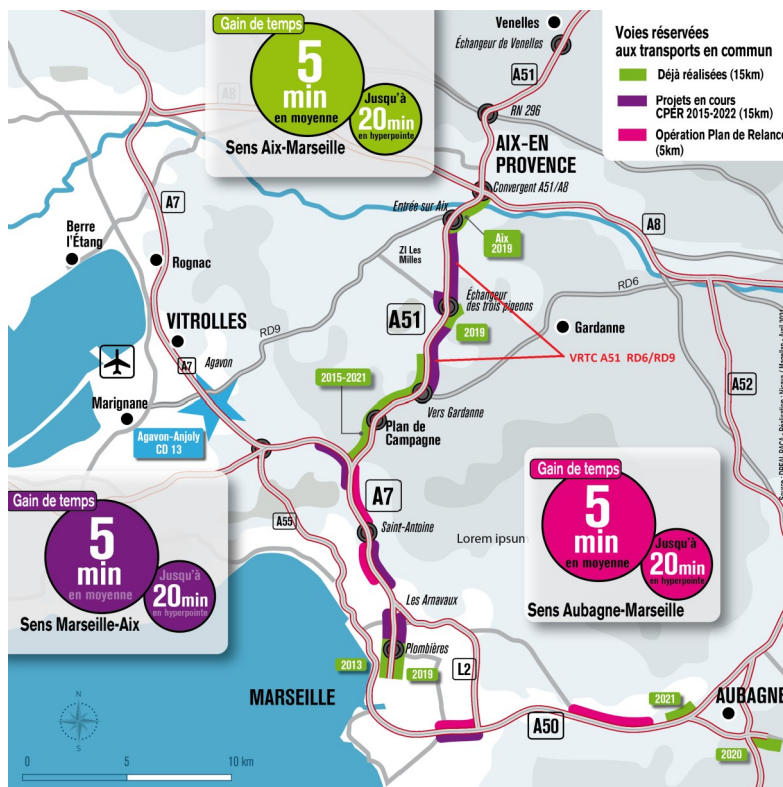 Gain de temps
5
min
en moyenne
Jusqu'à
20min
en hyperpointe
Sens Aix-Marseille
Venelles
Échangeur de Venelles
A51
RN 296
Voies réservées
aux transports en commun
Déjà réalisées (15km)
Projets en cours
CPER 2015-2022 (15km)
Opération Plan de Relance
(5km)
A8
AIX-EN
PROVENCE
Convergent A51/A8
A7
Entrée sur Aix
Aix
2019
A8
Berre
l'Étang
Rognac
ZI Les
Milles
Échangeur
des trois pigeons
RD6
A51
2019
Gardanne
VITROLLES
RD9
VRTC A51 RD6/RD9
A7
Agavon
2015-2021
Vers Gardanne
A52
Marignane
Plan de
Campagne
Agavon-Anjoly
CD 13
Gain de temps
5
min
en moyenne
Jusqu'à
20min
en hyperpointe
Sens Marseille-Aix
A7
A55
Saint-Antoine
Lorem ipsum
Gain de temps
5
min
en moyenne
Jusqu'à
20min
en hyperpointe
Sens Aubagne-Marseille
Les Arnavaux
Plombières
2013
2019
L2
MARSEILLE
2021
AUBAGNE
A50
2020
N
S
0
5
10 km